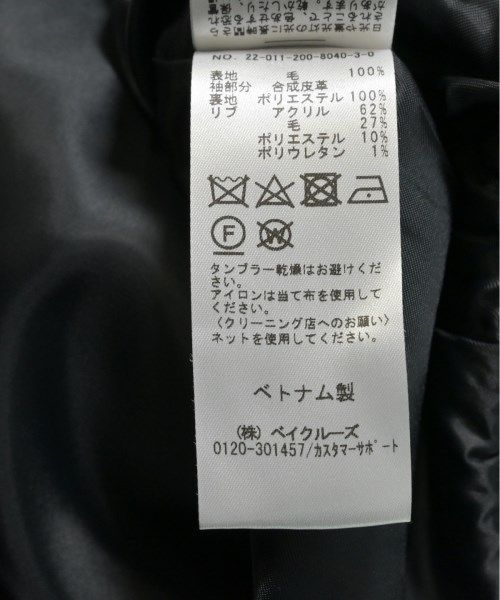 NO. 22-011-200-8040-3-0
表地 毛 100%
袖部分 合成皮革
裏地 ポリエステル 100%
リブ アクリル 62%
毛 27%
ポリエステル 10%
ポリウレタン 1%
F W
タンブラー乾燥はお避けくだ
さい。
アイロンは当て布を使用して
ください。
〈クリーニング店へのお願い〉
ネットを使用してください。
ベトナム製
(株) ベイクルーズ
0120-301457/カスタマーサポート